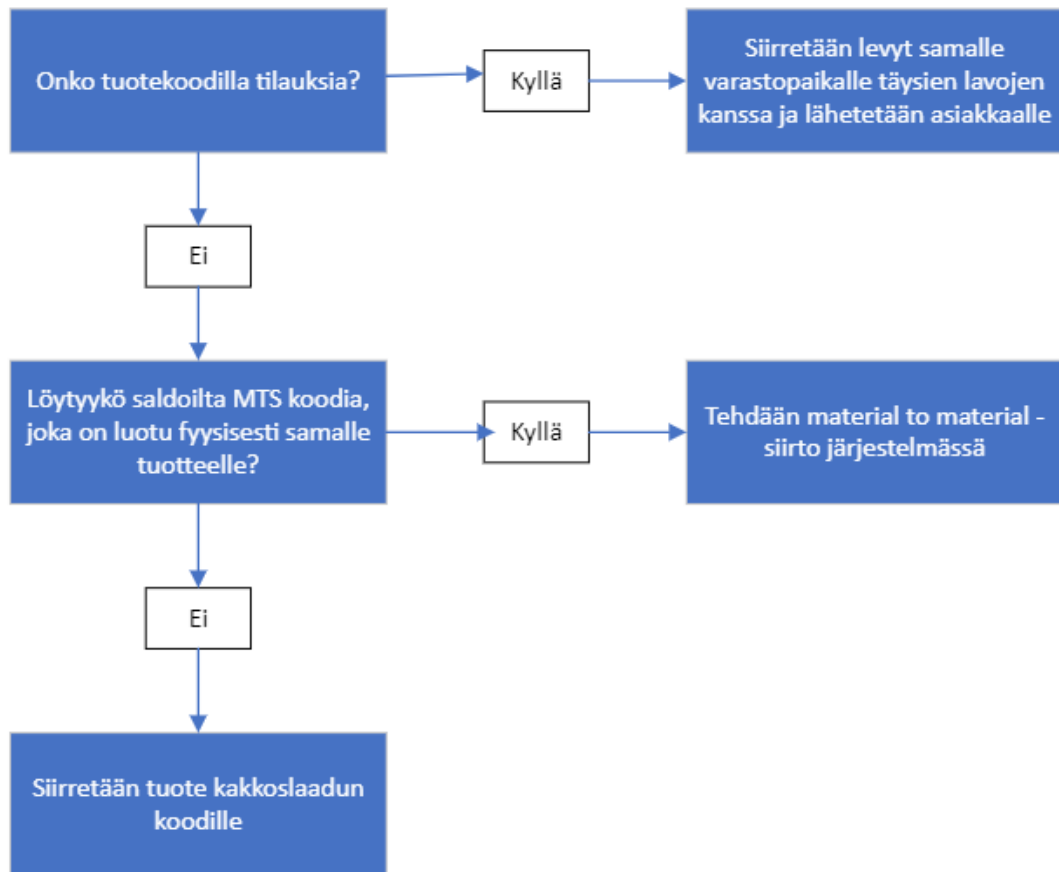 Onko tuotekoodilla tilauksia?
Kyllä
Siirretään levyt samalle
varastopaikalle täysien lavojen
kanssa ja lähetetään asiakkaalle
Ei
Löytyykö saldoilta MTS koodia,
joka on luotu fyysisesti samalle
tuotteelle?
Kyllä
Tehdään material to material -
siirto järjestelmässä
Ei
Siirretään tuote kakkoslaadun
koodille